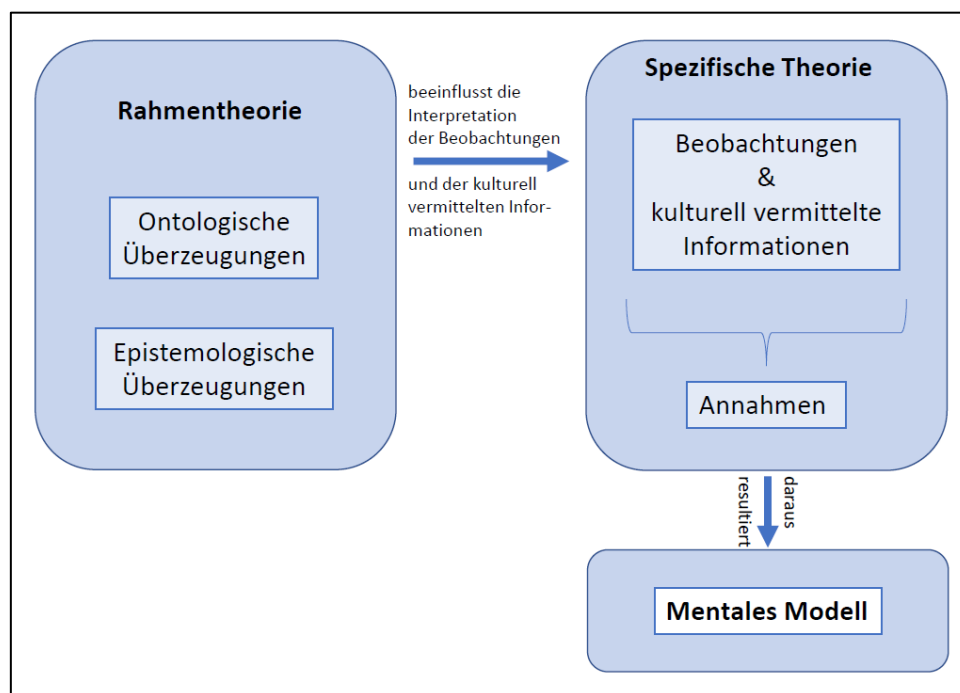 Rahmentheorie
Ontologische
Überzeugungen
Epistemologische
Überzeugungen
beeinflusst die
Interpretation
der Beobachtungen
und der kulturell
vermittelten Infor-
mationen
Spezifische Theorie
Beobachtungen
&
kulturell vermittelte
Informationen
Annahmen
daraus
resultiert
Mentales Modell